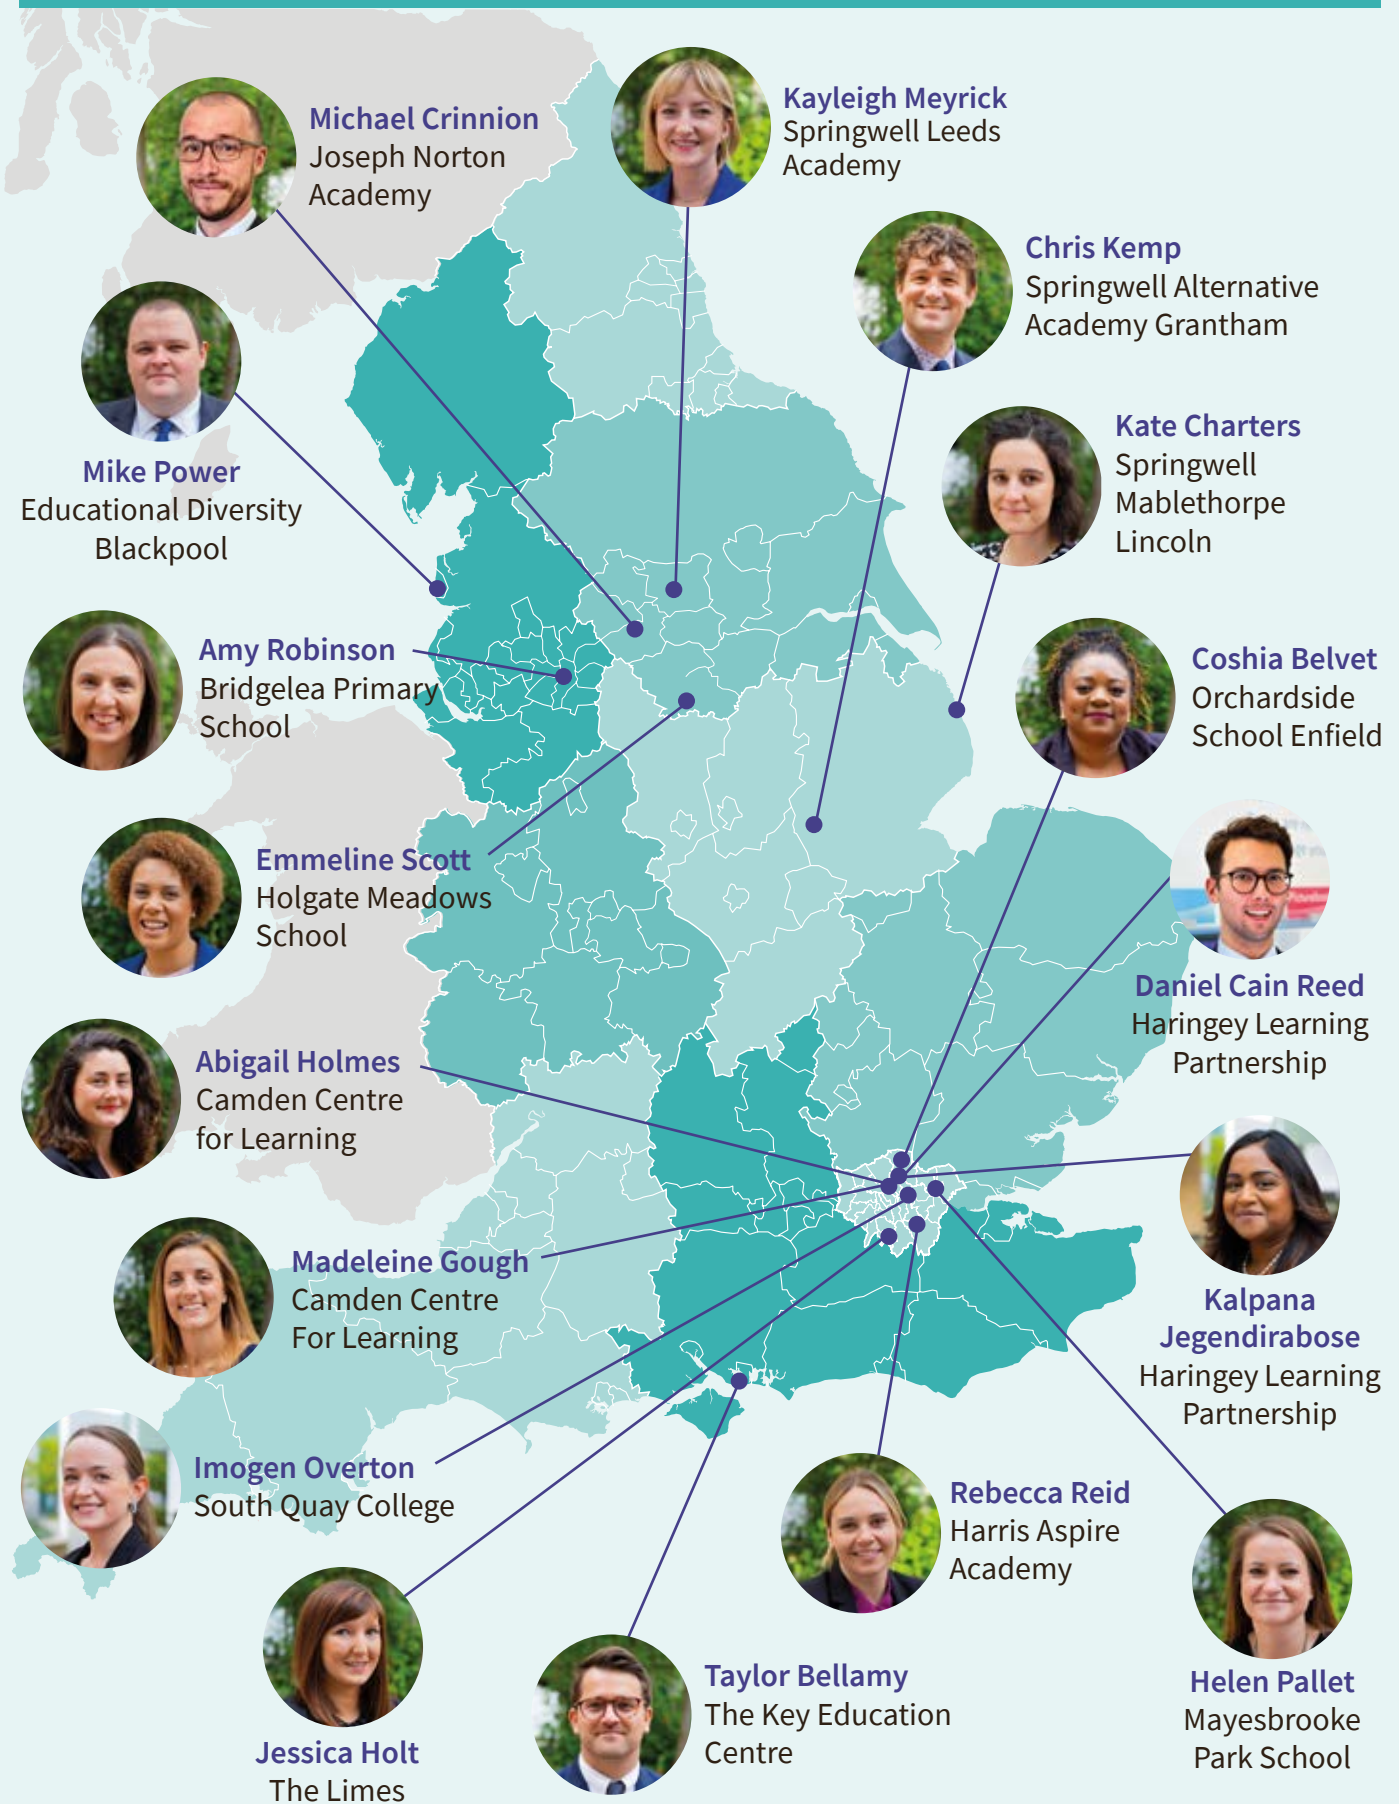 Michael Crinnion
Joseph Norton
Academy
Kayleigh Meyrick
Springwell Leeds
Academy
Chris Kemp
Springwell Alternative
Academy Grantham
Mike Power
Educational Diversity
Blackpool
Kate Charters
Springwell
Mablethorpe
Lincoln
Amy Robinson
Bridgelea Primary
School
Coshia Belvet
Orchardside
School Enfield
Emmeline Scott
Holgate Meadows
School
Daniel Cain Reed
Haringey Learning
Partnership
Abigail Holmes
Camden Centre
for Learning
Madeleine Gough
Camden Centre
For Learning
Kalpana
Jegendirabose
Haringey Learning
Partnership
Imogen Overton
South Quay College
Rebecca Reid
Harris Aspire
Academy
Helen Pallet
Mayesbrooke
Park School
Jessica Holt
The Limes
Taylor Bellamy
The Key Education
Centre